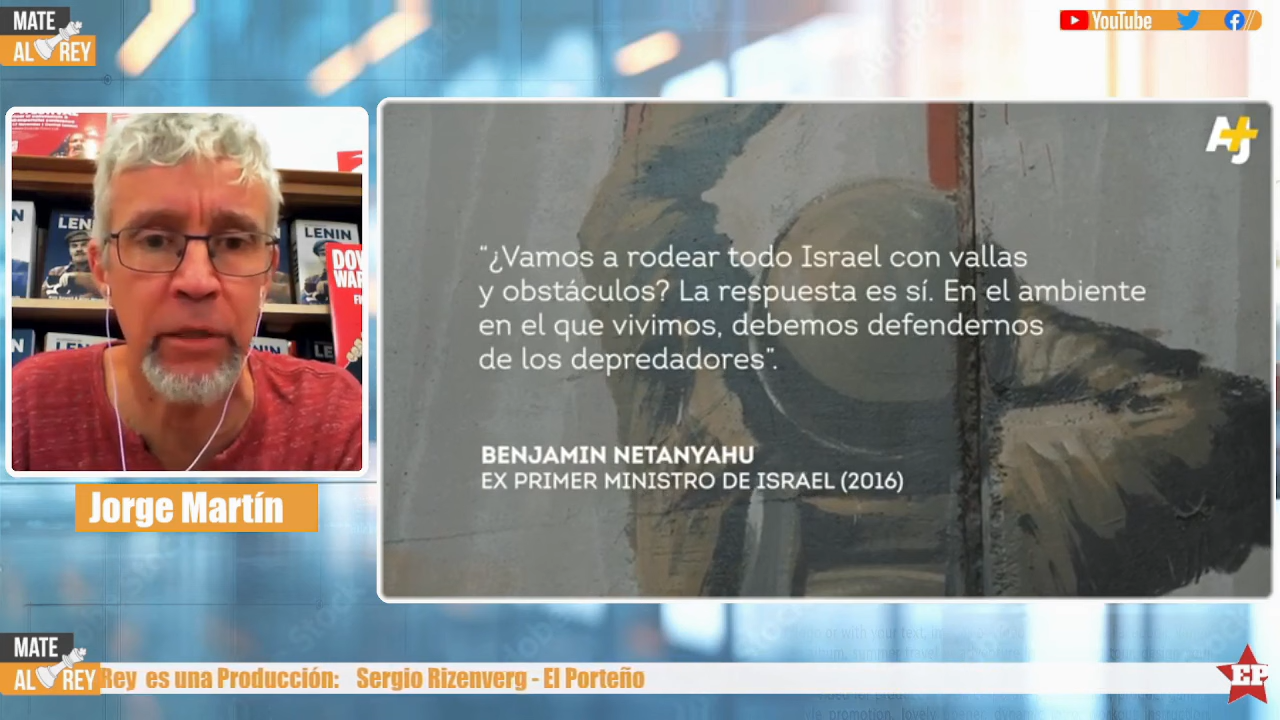 MATE
AL REY
YouTube
LENIN
LENIN
“¿Vamos a rodear todo Israel con vallas
y obstáculos? La respuesta es sí. En el ambiente
en el que vivimos, debemos defendernos
de los depredadores”.
BENJAMIN NETANYAHU
EX PRIMER MINISTRO DE ISRAEL (2016)
Jorge Martín
MATE
AL REY
Rey es una Producción: Sergio Rizenverg - El Porteño
EP